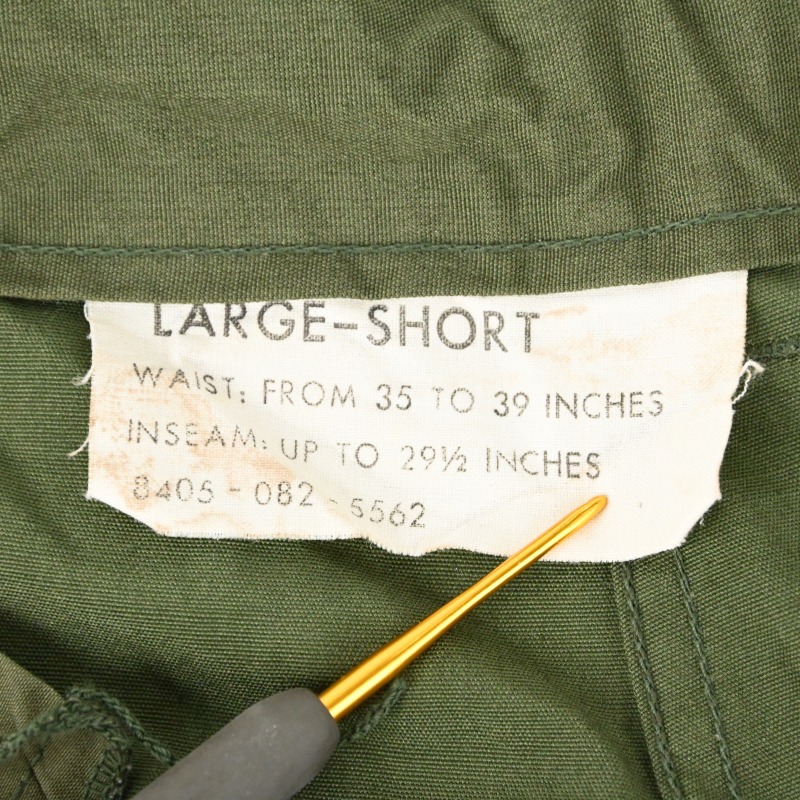 LARGE-SHORT
WAIST: FROM 35 TO 39 INCHES
INSEAM: UP TO 29½ INCHES
8405 - 082 - 5562